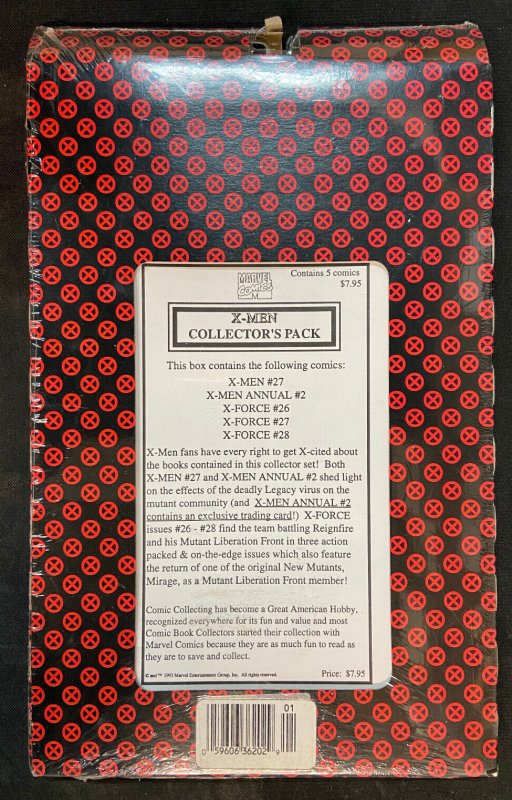 MARVEL
COMICS
M
Contains 5 comics
$7.95
X-MEN
COLLECTOR'S PACK
This box contains the following comics:
X-MEN #27
X-MEN ANNUAL #2
X-FORCE #26
X-FORCE #27
X-FORCE #28
X-Men fans have every right to get X-cited about
the books contained in this collector set! Both
X-MEN #27 and X-MEN ANNUAL #2 shed light
on the effects of the deadly Legacy virus on the
mutant community (and X-MEN ANNUAL #2
contains an exclusive trading card!) X-FORCE
issues #26 - #28 find the team battling Reignfire
and his Mutant Liberation Front in three action
packed & on-the-edge issues which also feature
the return of one of the original New Mutants,
Mirage, as a Mutant Liberation Front member!
Comic Collecting has become a Great American Hobby,
recognized everywhere for its fun and value and most
Comic Book Collectors started their collection with
Marvel Comics because they are as much fun to read as
they are to save and collect.
© and ™ 1993 Marvel Entertainment Group, Inc. All rights reserved. Price: $7.95
01
0 59606 36202 9